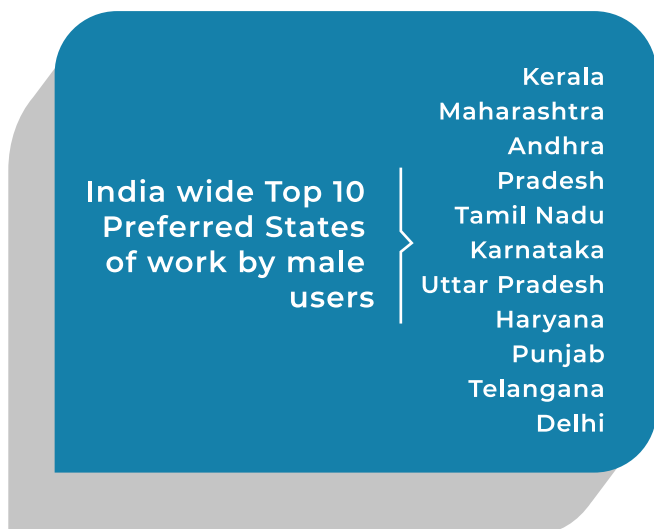 India wide Top 10
Preferred States
of work by male
users
Kerala
Maharashtra
Andhra
Pradesh
Tamil Nadu
Karnataka
Uttar Pradesh
Haryana
Punjab
Telangana
Delhi